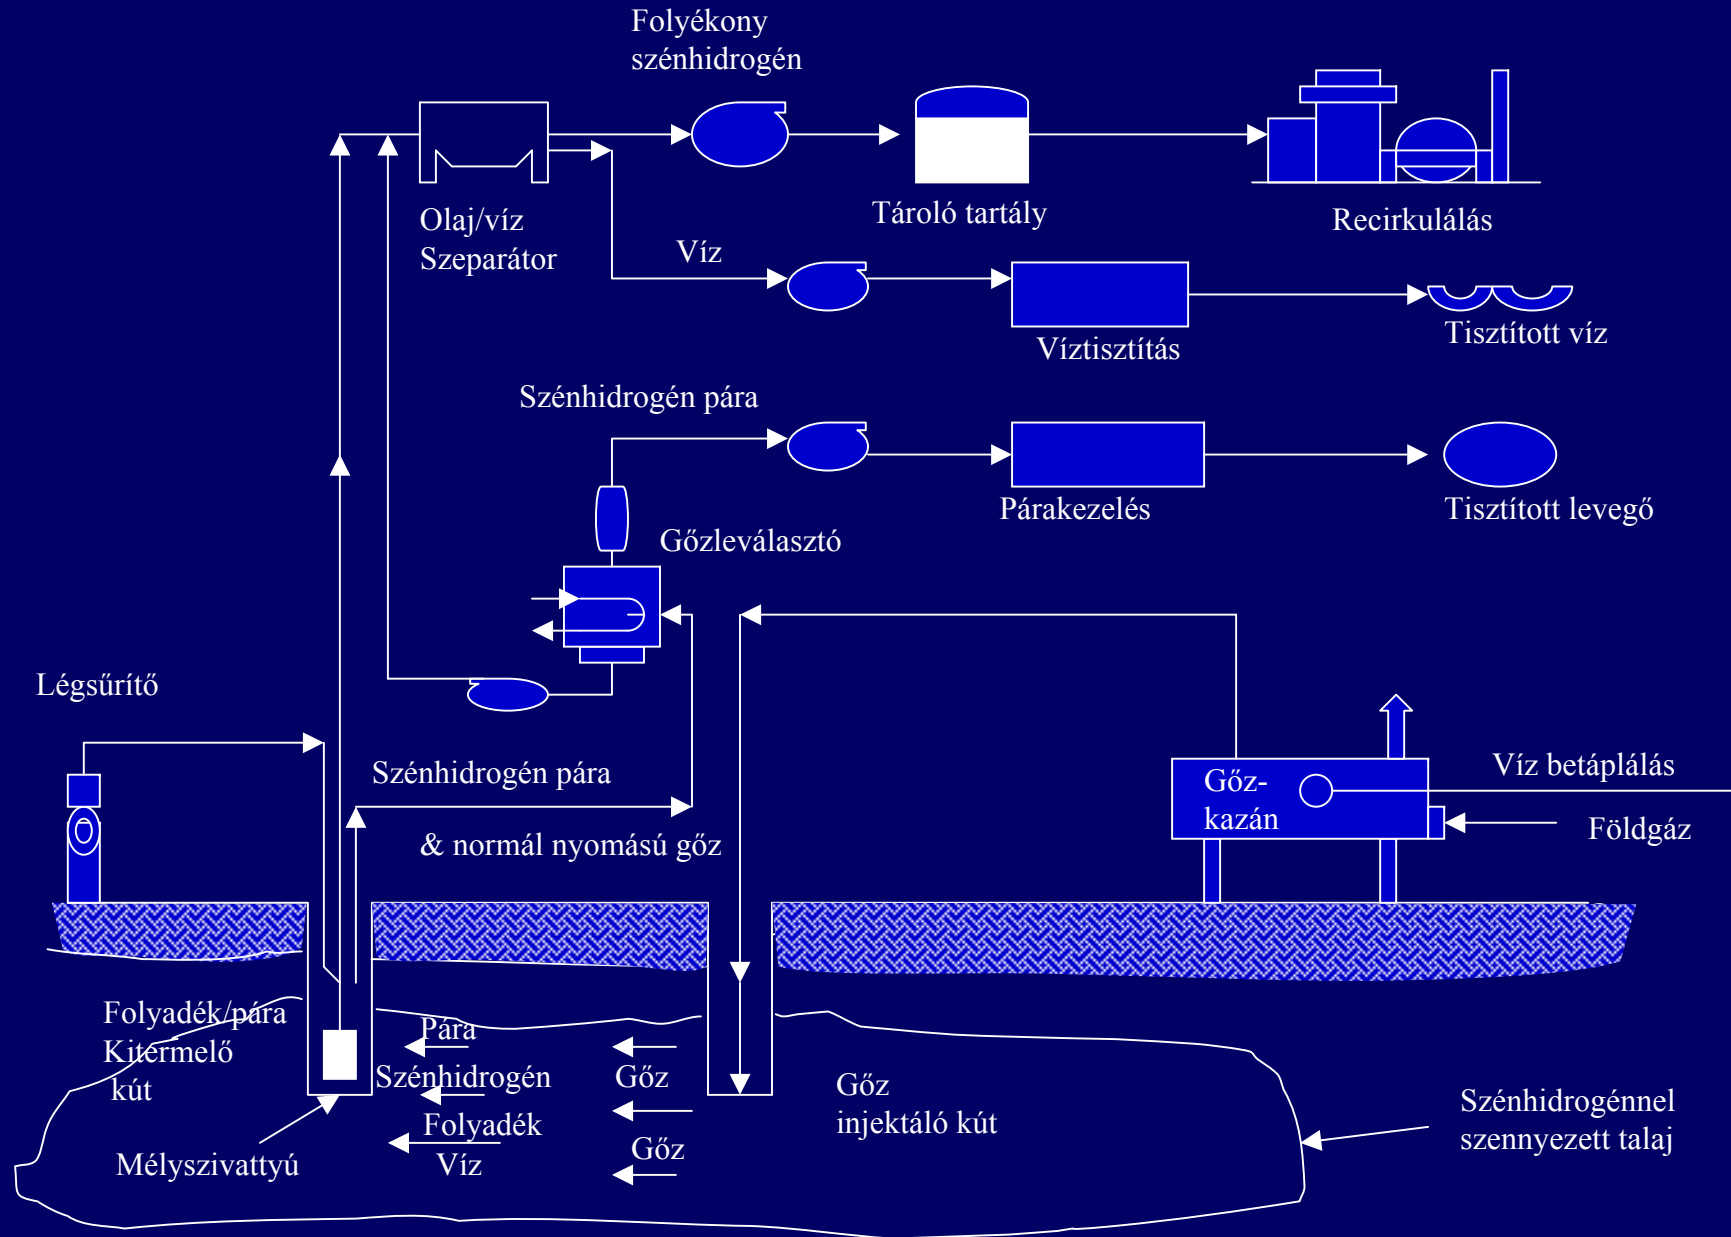 Folyékony
szénhidrogén
Olaj/víz
Szeparátor
Tároló tartály
Recirkulálás
Víz
Víztisztítás
Tisztított víz
Szénhidrogén pára
Párakezelés
Tisztított levegő
Gőzleválasztó
Légsűrítő
Szénhidrogén pára
& normál nyomású gőz
Gőz-
kazán
Víz betáplálás
Földgáz
Folyadék/pára
Kitermelő
kút
Mélyszivattyú
Pára
Szénhidrogén
Folyadék
Víz
Gőz
Gőz
Gőz
injektáló kút
Szénhidrogénnel
szennyezett talaj